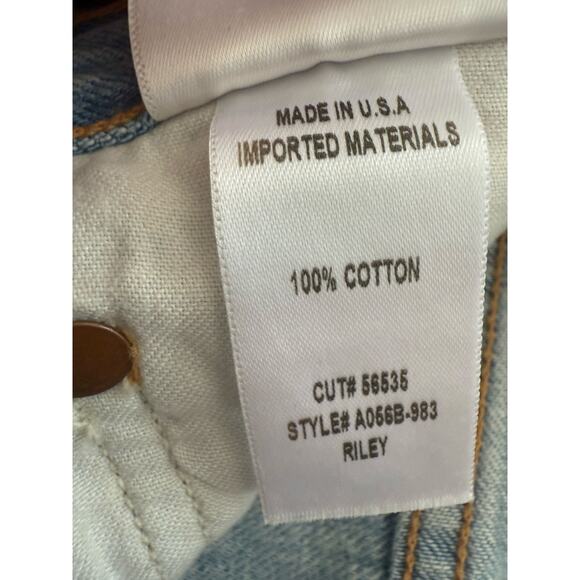 MADE IN U.S.A
IMPORTED MATERIALS
100% COTTON
CUT# 56535
STYLE# A056B-983
RILEY